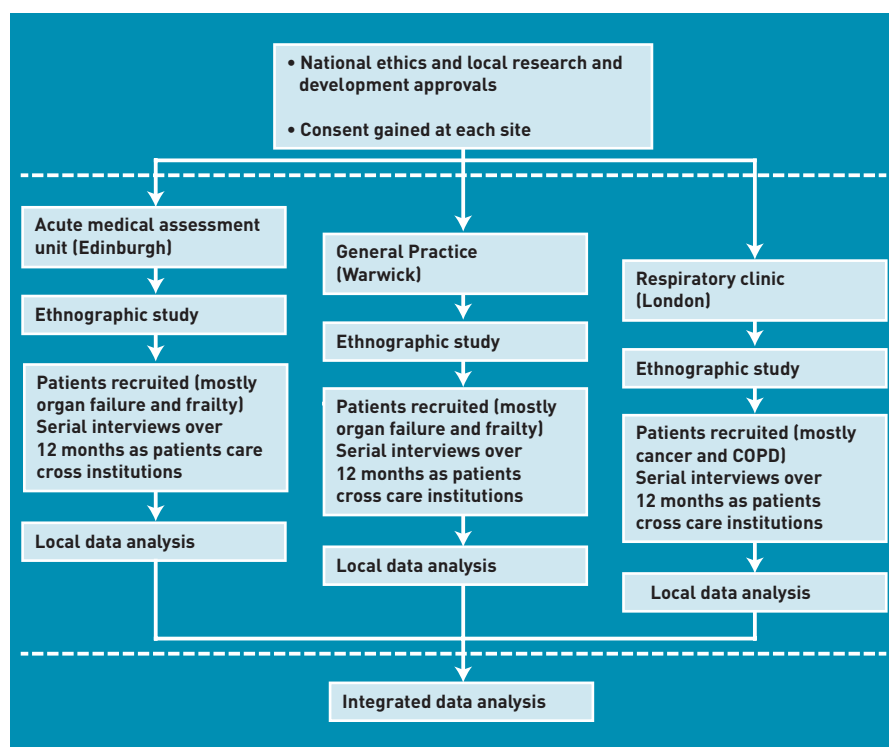 • National ethics and local research and
development approvals
• Consent gained at each site
Acute medical assessment
unit (Edinburgh)
Ethnographic study
Patients recruited (mostly
organ failure and frailty)
Serial interviews over
12 months as patients care
cross institutions
Local data analysis
General Practice
(Warwick)
Ethnographic study
Patients recruited (mostly
organ failure and frailty)
Serial interviews over
12 months as patients
cross care institutions
Local data analysis
Respiratory clinic
(London)
Ethnographic study
Patients recruited (mostly
cancer and COPD)
Serial interviews over
12 months as patients
cross care institutions
Local data analysis
Integrated data analysis